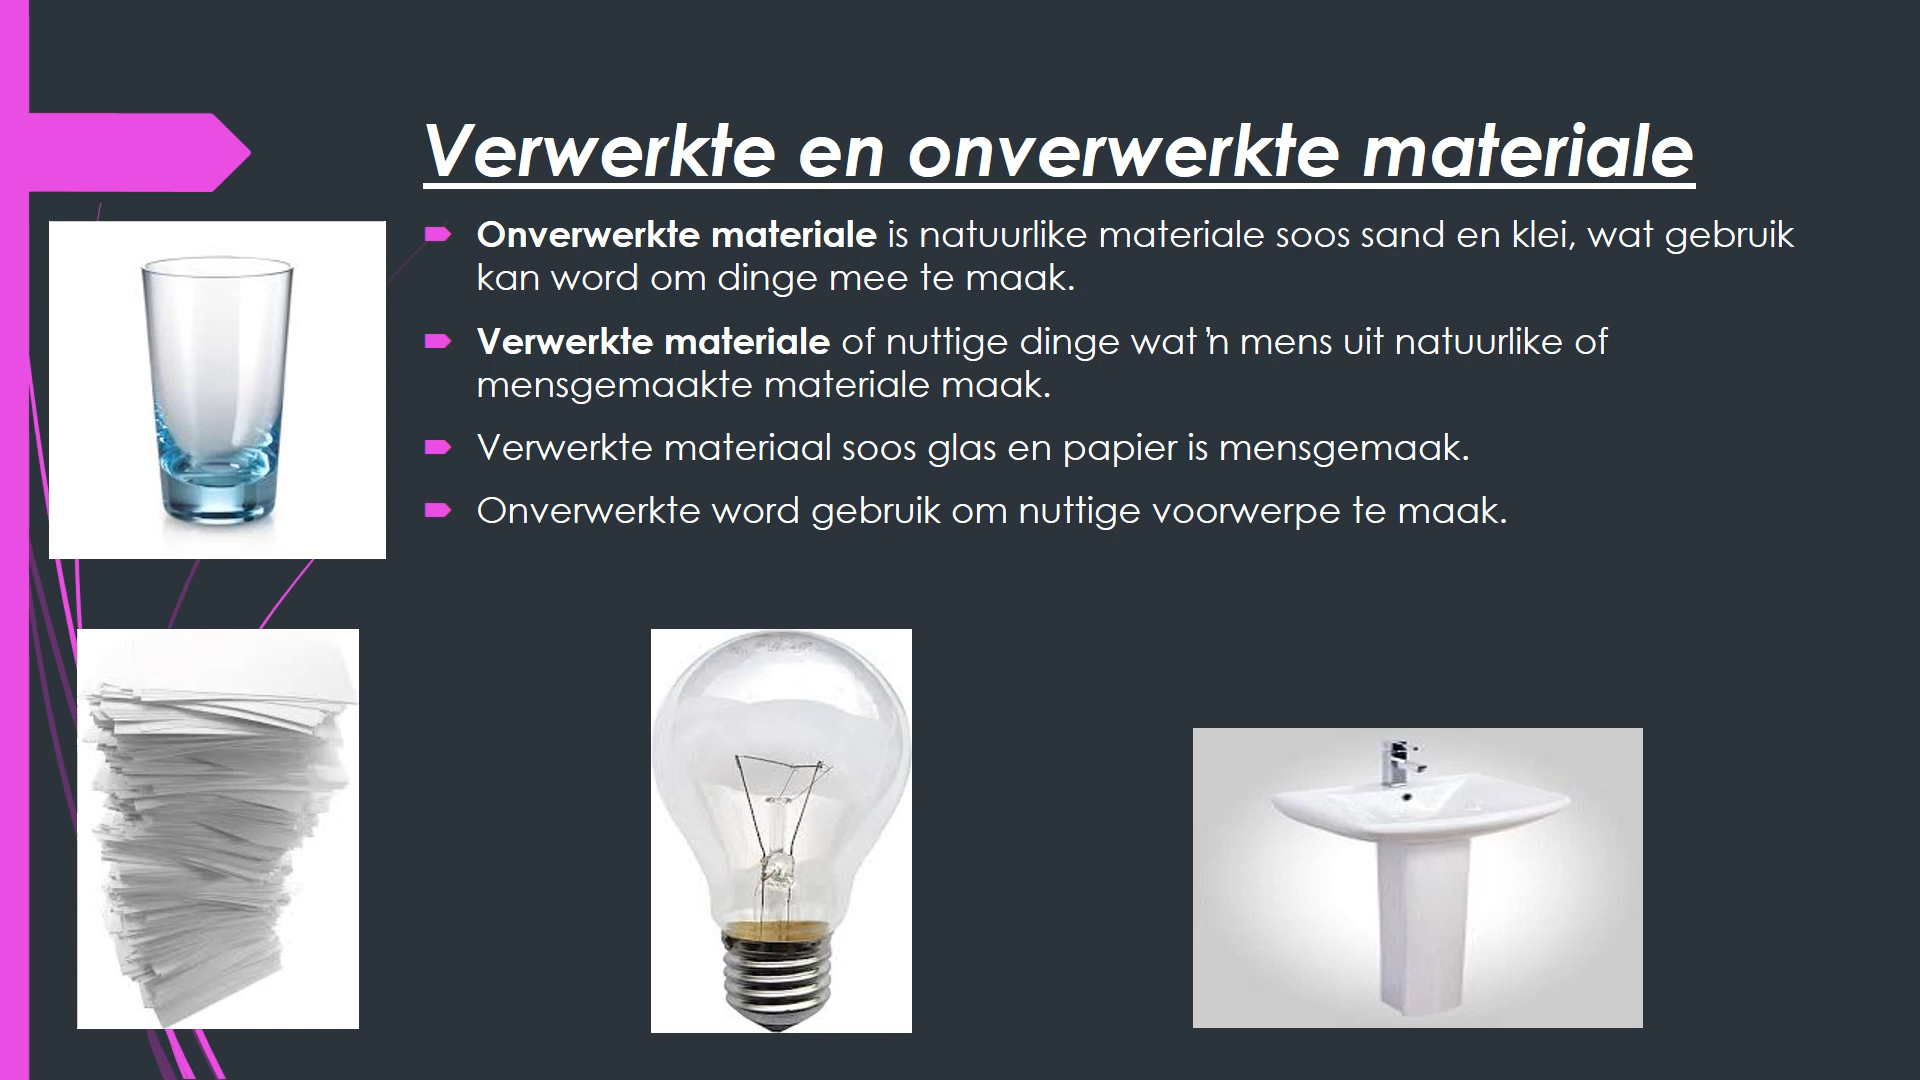 Verwerkte en onverwerkte materiale
Onverwerkte materiale is natuurlike materiale soos sand en klei, wat gebruik
kan word om dinge mee te maak.
Verwerkte materiale of nuttige dinge wat ŉ mens uit natuurlike of
mensgemaakte materiale maak.
Verwerkte materiaal soos glas en papier is mensgemaak.
Onverwerkte word gebruik om nuttige voorwerpe te maak.